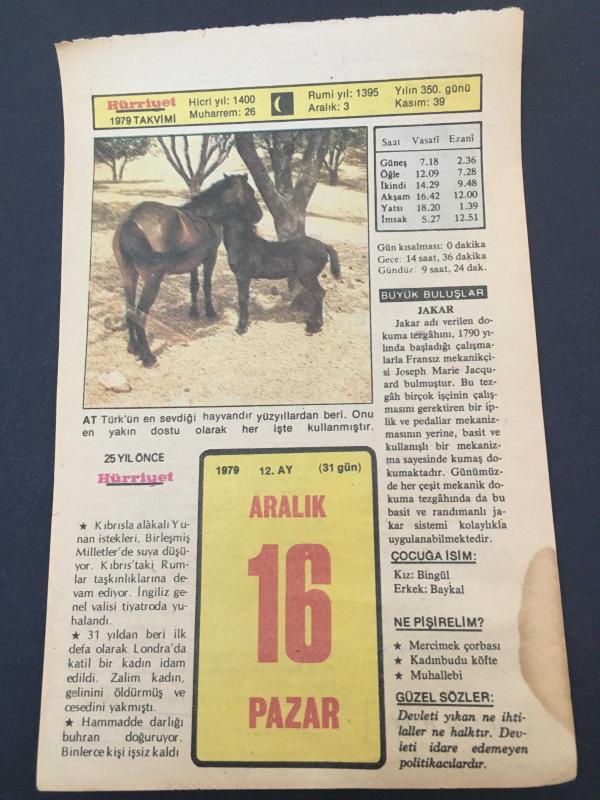 Hürriyet
1979 TAKVİMİ
Hicri yıl: 1400
Muharrem: 26
Rumi yıl: 1395
Aralık: 3
Yılın 350. günü
Kasım: 39
Saat Vasatî Ezanî
Güneş 7.18 2.36
Öğle 12.09 7.28
İkindi 14.29 9.48
Akşam 16.42 12.00
Yatsı 18.20 1.39
İmsak 5.27 12.51
Gün kısalması: 0 dakika
Gece: 14 saat, 36 dakika
Gündüz: 9 saat, 24 dak.
AT Türk'ün en sevdiği hayvandır yüzyıllardan beri. Onu
en yakın dostu olarak her işte kullanmıştır.
BÜYÜK BULUŞLAR
JAKAR
Jakar adı verilen do-
kuma tezgâhını, 1790 yı-
lında başladığı çalışma-
larla Fransız mekanikçi-
si Joseph Marie Jacqu-
ard bulmuştur. Bu tez-
gâh birçok işçinin çalış-
masını gerektiren bir ip-
lik ve pedallar mekaniz-
masının yerine, basit ve
kullanışlı bir mekaniz-
ma sayesinde kumaş do-
kumaktadır. Günümüz-
de her çeşit mekanik do-
kuma tezgâhında da bu
basit ve randımanlı ja-
kar sistemi kolaylıkla
uygulanabilmektedir.
25 YIL ÖNCE
Hürriyet
★ Kıbrısla alâkalı Yu-
nan istekleri, Birleşmiş
Milletler'de suya düşü-
yor. Kıbrıs'taki Rum-
lar taşkınlıklarına de-
vam ediyor. İngiliz ge-
nel valisi tiyatroda yu-
halandı.
★ 31 yıldan beri ilk
defa olarak Londra'da
katil bir kadın idam
edildi. Zalim kadın,
gelinini öldürmüş ve
cesedini yakmıştı.
★ Hammadde darlığı
buhran doğuruyor.
Binlerce kişi işsiz kaldı
1979 12. AY (31 gün)
ARALIK
16
PAZAR
ÇOCUĞA İSİM:
Kız: Bingül
Erkek: Baykal
NE PİŞİRELİM?
★ Mercimek çorbası
★ Kadınbudu köfte
★ Muhallebi
GÜZEL SÖZLER:
Devleti yıkan ne ihti-
laller ne halktır. Dev-
leti idare edemeyen
politikacılardır.